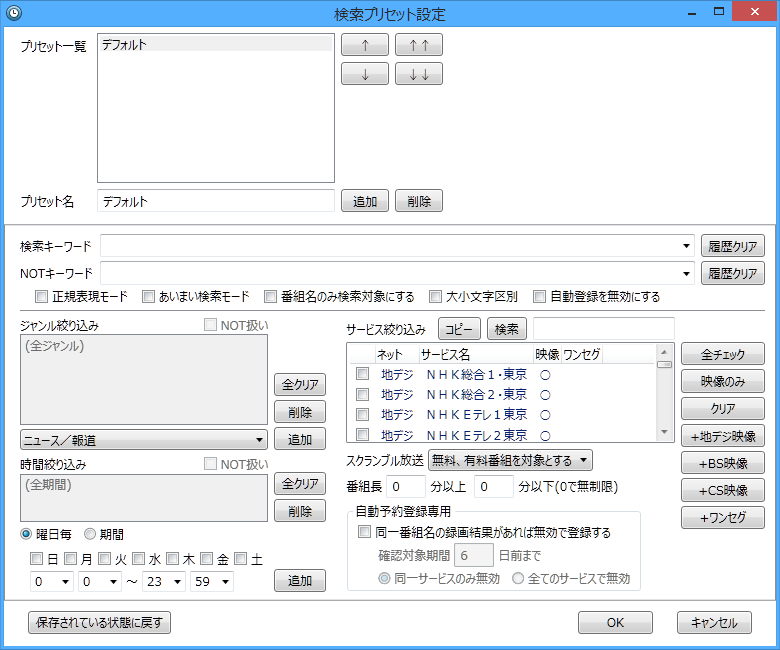 検索プリセット設定
プリセット一覧
デフォルト
↑
↑↑
↓
↓↓
プリセット名
デフォルト
追加
削除
検索キーワード
履歴クリア
NOTキーワード
履歴クリア
正規表現モード
あいまい検索モード
番組名のみ検索対象にする
大小文字区別
自動登録を無効にする
ジャンル絞り込み
NOT扱い
(全ジャンル)
全クリア
削除
ニュース／報道
追加
時間絞り込み
NOT扱い
(全期間)
全クリア
削除
曜日毎
期間
日
月
火
水
木
金
土
0
0
～
23
59
追加
サービス絞り込み
コピー
検索
ネット サービス名 映像 ワンセグ
地デジ ＮＨＫ総合１・東京 ○
地デジ ＮＨＫ総合２・東京 ○
地デジ ＮＨＫＥテレ１東京 ○
地デジ ＮＨＫＥテレ２東京 ○
全チェック
映像のみ
クリア
+地デジ映像
+BS映像
+CS映像
+ワンセグ
スクランブル放送
無料、有料番組を対象とする
番組長 0 分以上 0 分以下(0で無制限)
自動予約登録専用
同一番組名の録画結果があれば無効で登録する
確認対象期間 6 日前まで
同一サービスのみ無効
全てのサービスで無効
保存されている状態に戻す
OK
キャンセル